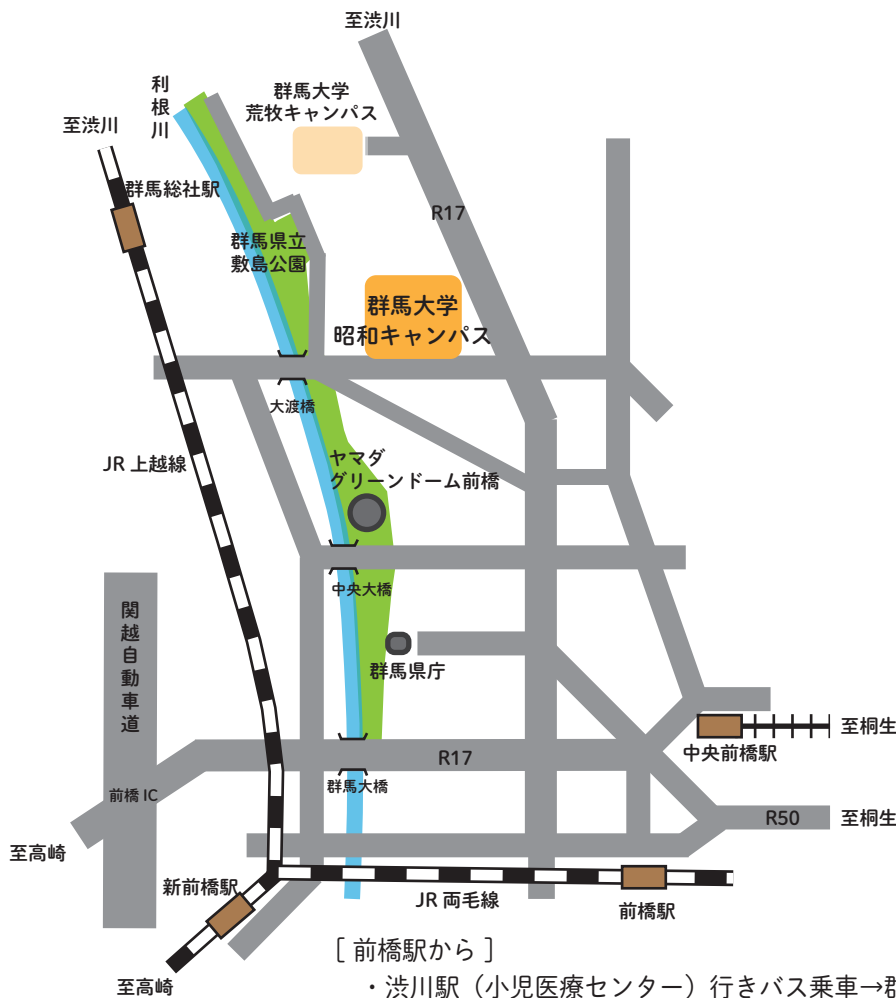 至渋川
利根川
群馬大学
荒牧キャンパス
至渋川
群馬総社駅
R17
群馬県立
敷島公園
群馬大学
昭和キャンパス
大渡橋
JR 上越線
ヤマダ
グリーンドーム前橋
中央大橋
関越自動車道
群馬県庁
至桐生
中央前橋駅
R17
群馬大橋
前橋 IC
R50
至桐生
至高崎
新前橋駅
JR 両毛線
前橋駅
至高崎
[ 前橋駅から ]
・渋川駅（小児医療センター）行きバス乗車→群